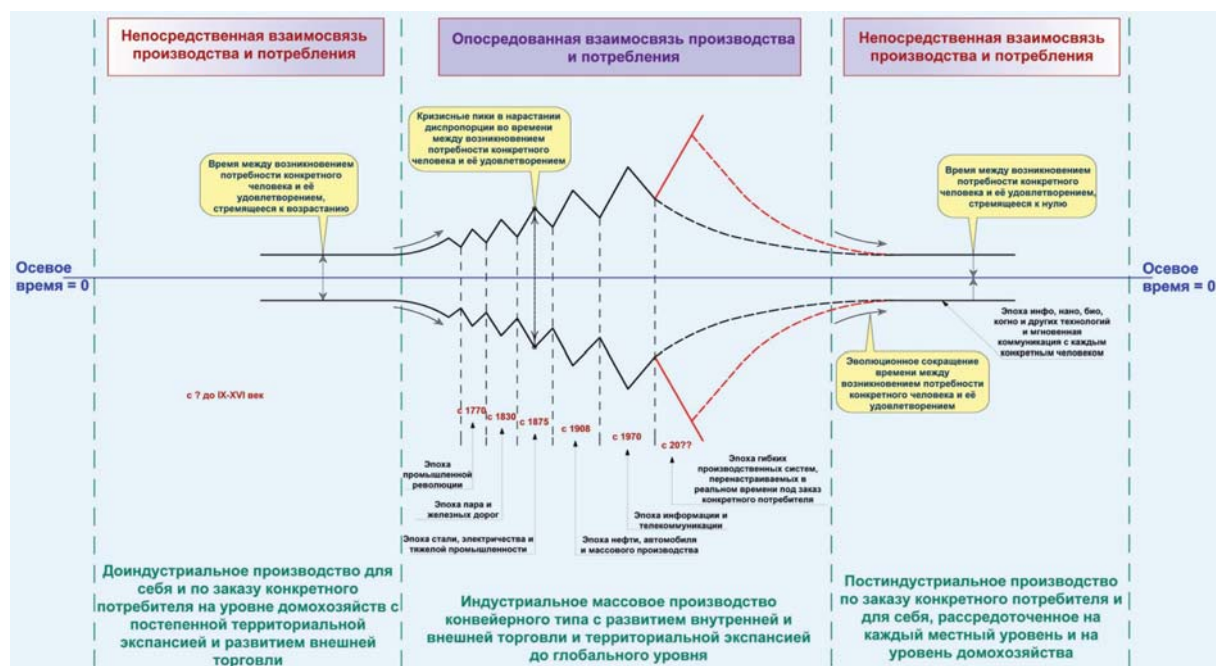 Непосредственная взаимосвязь
производства и потребления
Опосредованная взаимосвязь производства
и потребления
Непосредственная взаимосвязь
производства и потребления
Время между возникновением
потребности конкретного
человека и её
удовлетворением,
стремящееся к возрастанию
Кризисные пики в нарастании
диспропорции во времени
между возникновением
потребности конкретного
человека и её удовлетворением
Время между возникновением
потребности конкретного
человека и её
удовлетворением,
стремящееся к нулю
Осевое
время = 0
Осевое
время = 0
Эпоха инфо, нано, био,
когно и других технологий
и мгновенная
коммуникация с каждым
конкретным человеком
Эволюционное сокращение
времени между
возникновением потребности
конкретного человека и её
удовлетворением
с ? до IX-XVI век
с 1770
с 1830
с 1875
с 1908
с 1970
с 20??
Эпоха
промышленной
революции
Эпоха пара и
железных дорог
Эпоха стали, электричества и
тяжелой промышленности
Эпоха нефти, автомобиля
и массового производства
Эпоха информации и
телекоммуникации
Эпоха гибких
производственных систем,
перенастраиваемых в
реальном времени под заказ
конкретного потребителя
Доиндустриальное производство для
себя и по заказу конкретного
потребителя на уровне домохозяйств с
постепенной территориальной
экспансией и развитием внешней
торговли
Индустриальное массовое производство
конвейерного типа с развитием внутренней и
внешней торговли и территориальной экспансией
до глобального уровня
Постиндустриальное производство
по заказу конкретного потребителя и
для себя, рассредоточенное на
каждый местный уровень и на
уровень домохозяйства